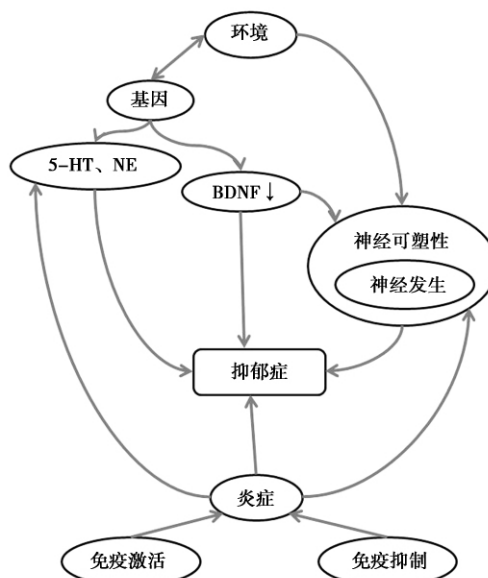 环境
基因
5-HT、NE
BDNF↓
神经可塑性
神经发生
抑郁症
炎症
免疫激活
免疫抑制